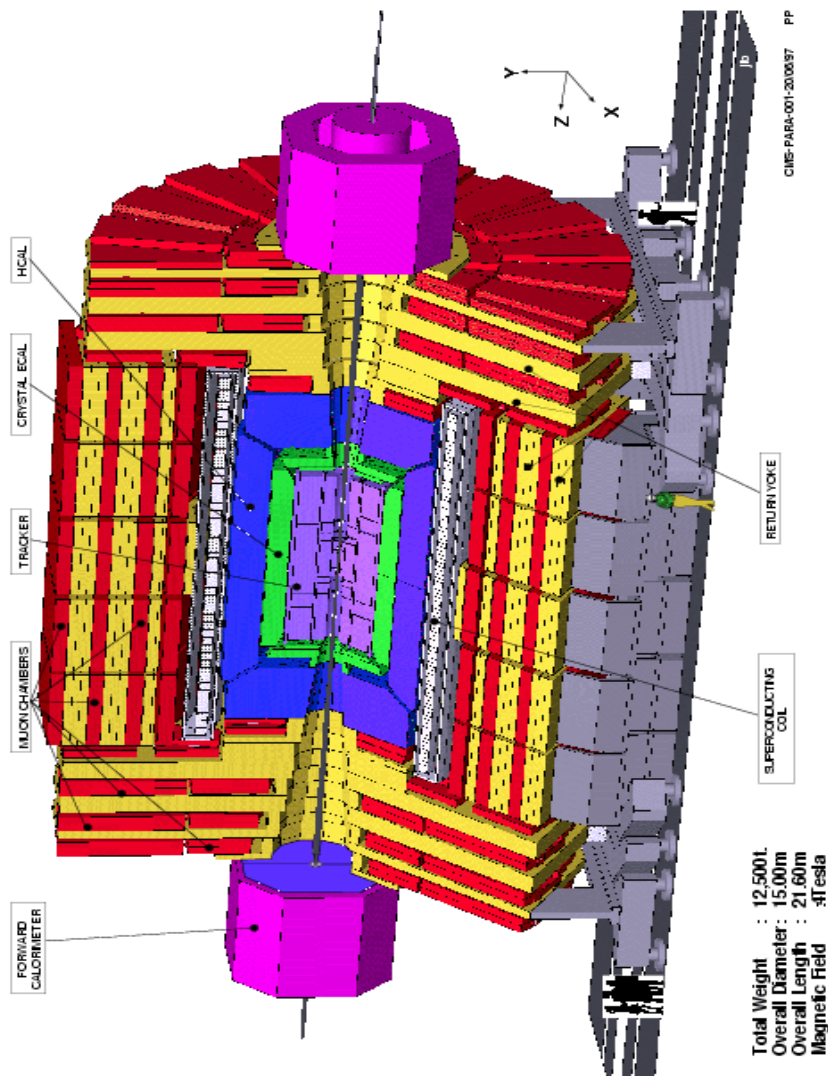 MUON CHAMBERS
TRACKER
CRYSTAL ECAL
HCAL
FORWARD
CALORIMETER
Y
Z
X
jb
CMS-PARA-001-20/06/97 PP
SUPERCONDUCTING
COIL
RETURN YOKE
Total Weight : 12,500t.
Overall Diameter : 15.00m
Overall Length : 21.60m
Magnetic Field : 4Tesla